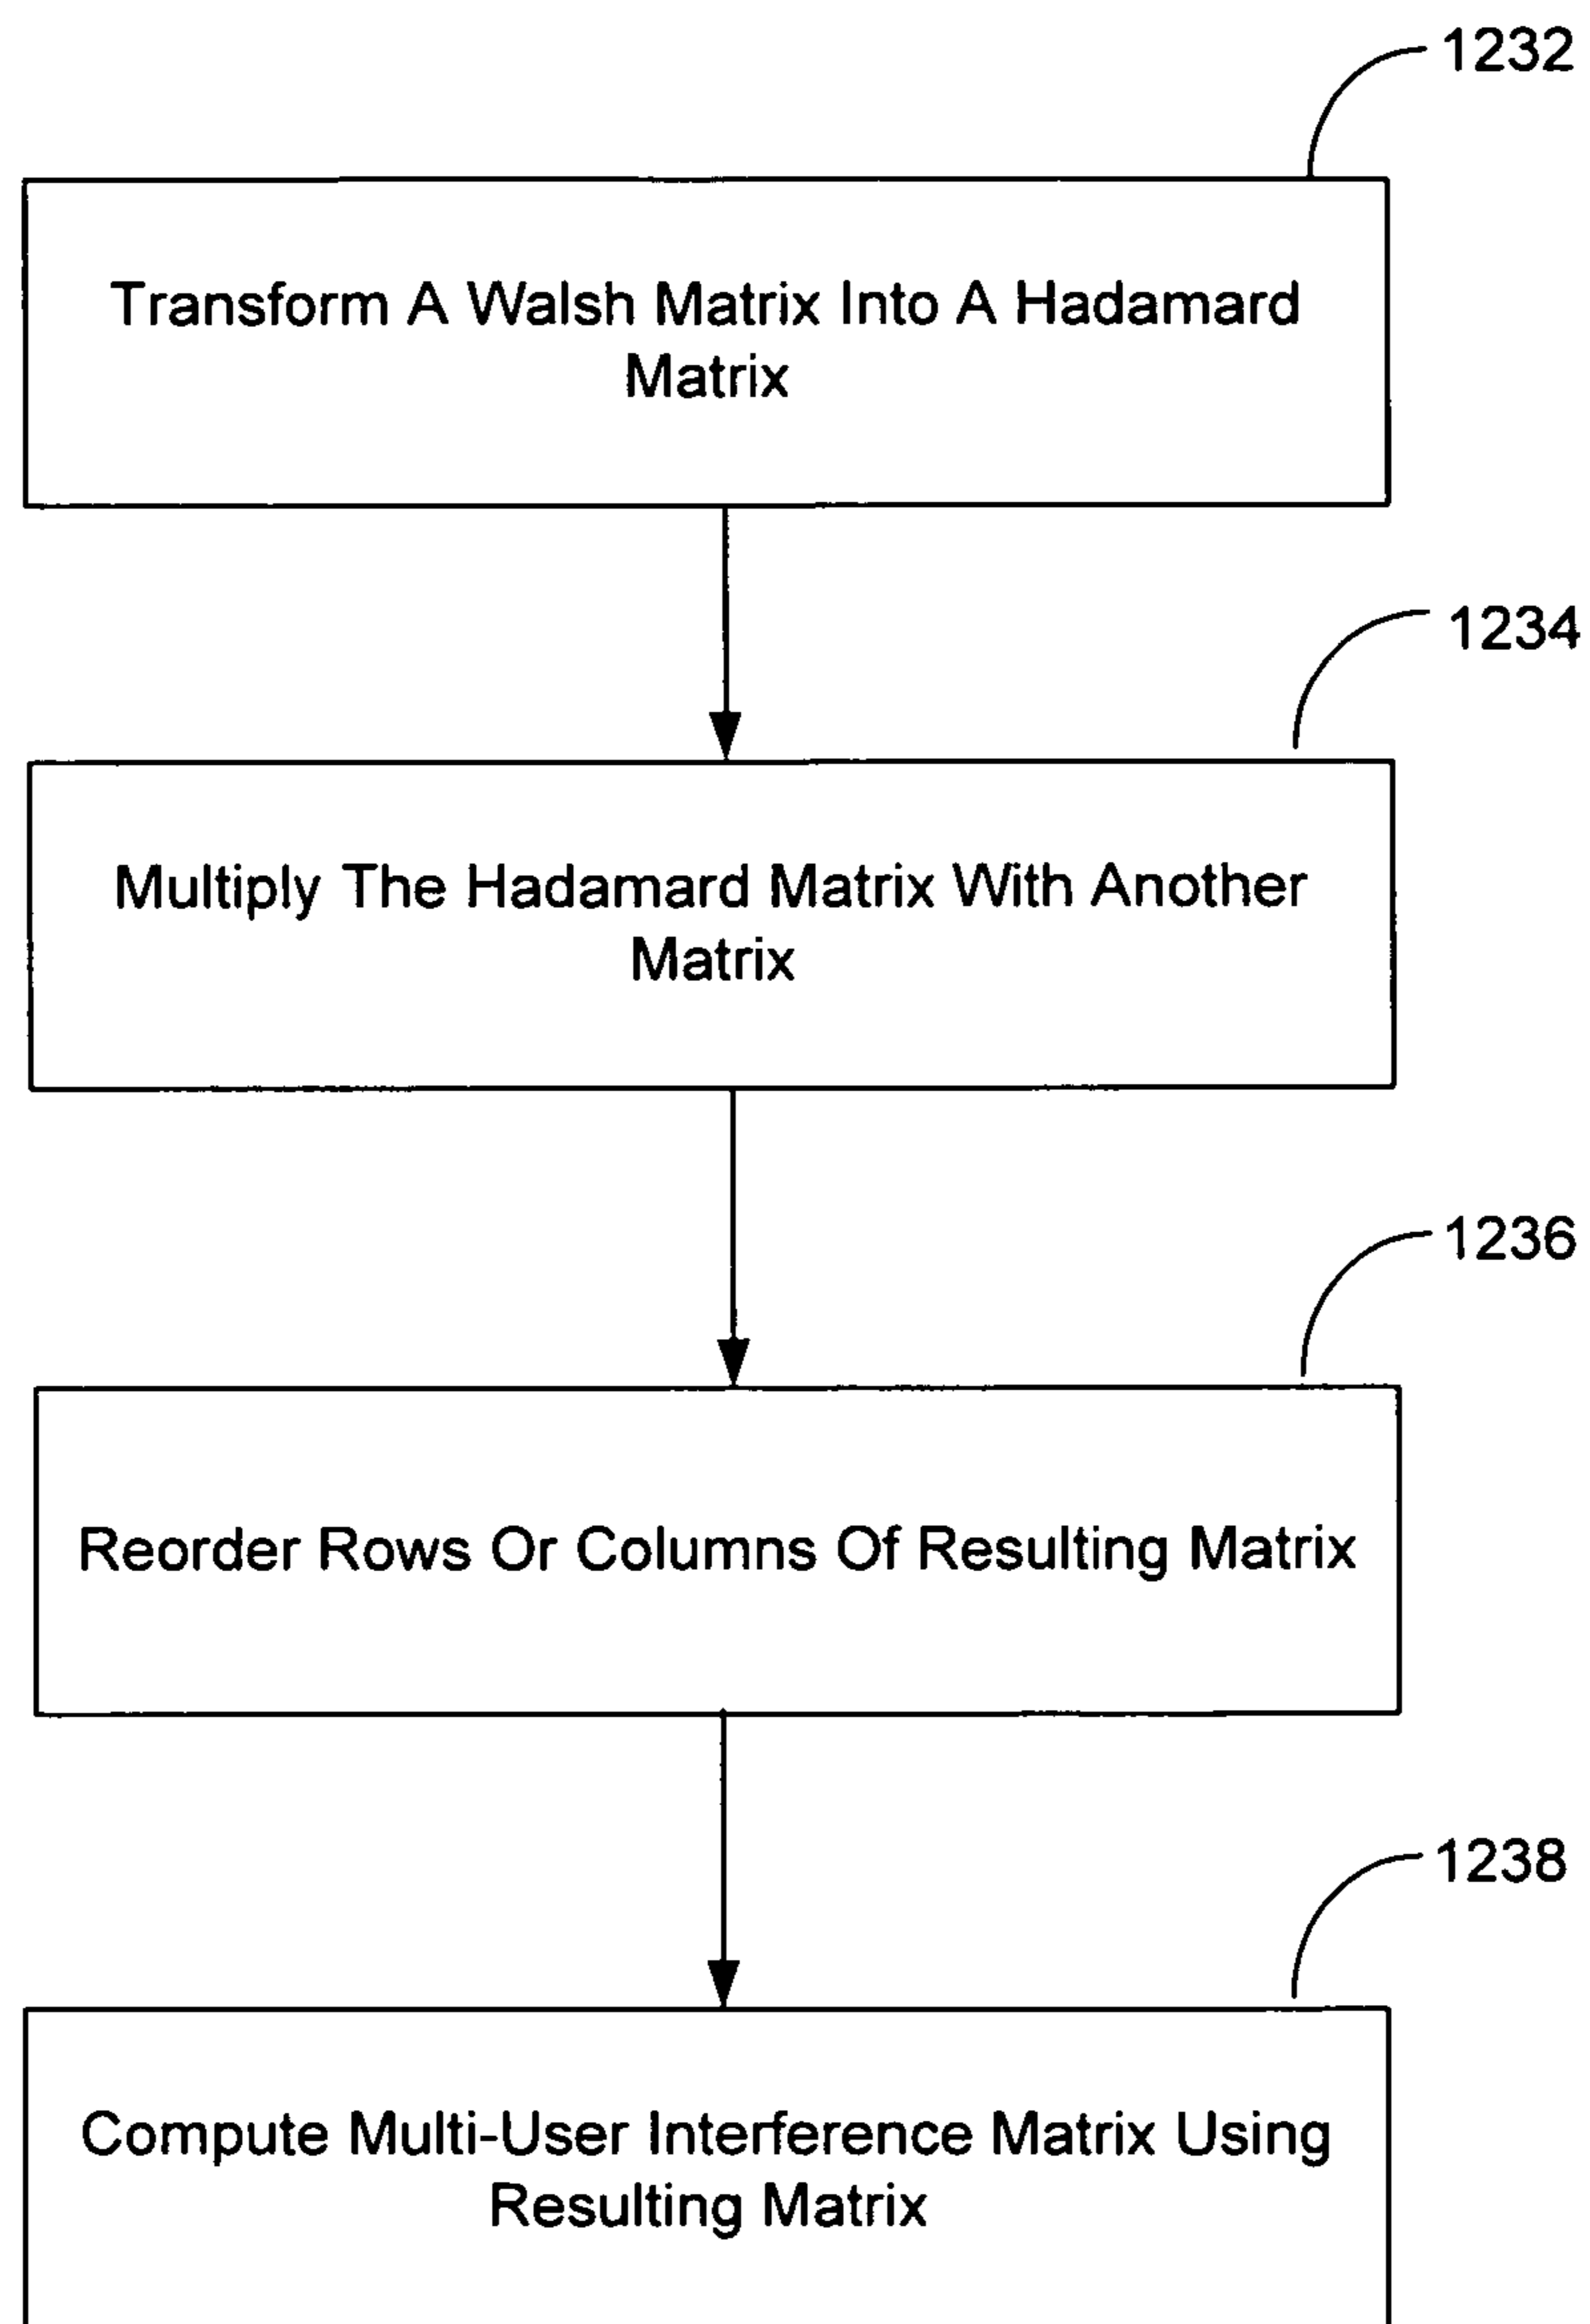 1232
Transform A Walsh Matrix Into A Hadamard
Matrix
1234
Multiply The Hadamard Matrix With Another
Matrix
1236
Reorder Rows Or Columns Of Resulting Matrix
1238
Compute Multi-User Interference Matrix Using
Resulting Matrix